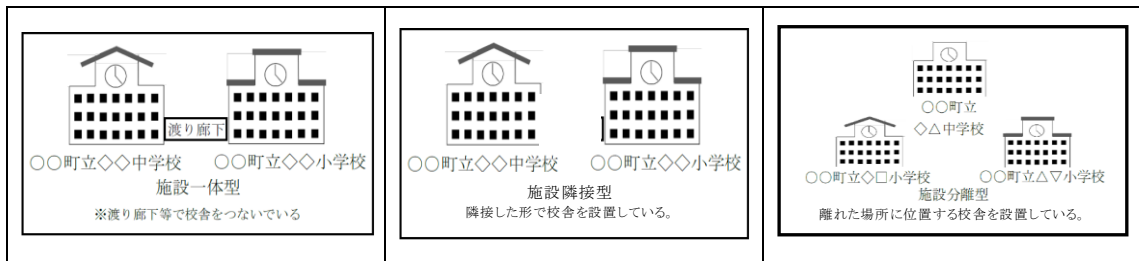 渡り廊下
○○町立◇◇中学校 ○○町立◇◇小学校
施設一体型
※渡り廊下等で校舎をつないでいる
○○町立◇◇中学校 ○○町立◇◇小学校
施設隣接型
隣接した形で校舎を設置している。
○○町立
◇△中学校
○○町立◇□小学校 ○○町立△▽小学校
施設分離型
離れた場所に位置する校舎を設置している。